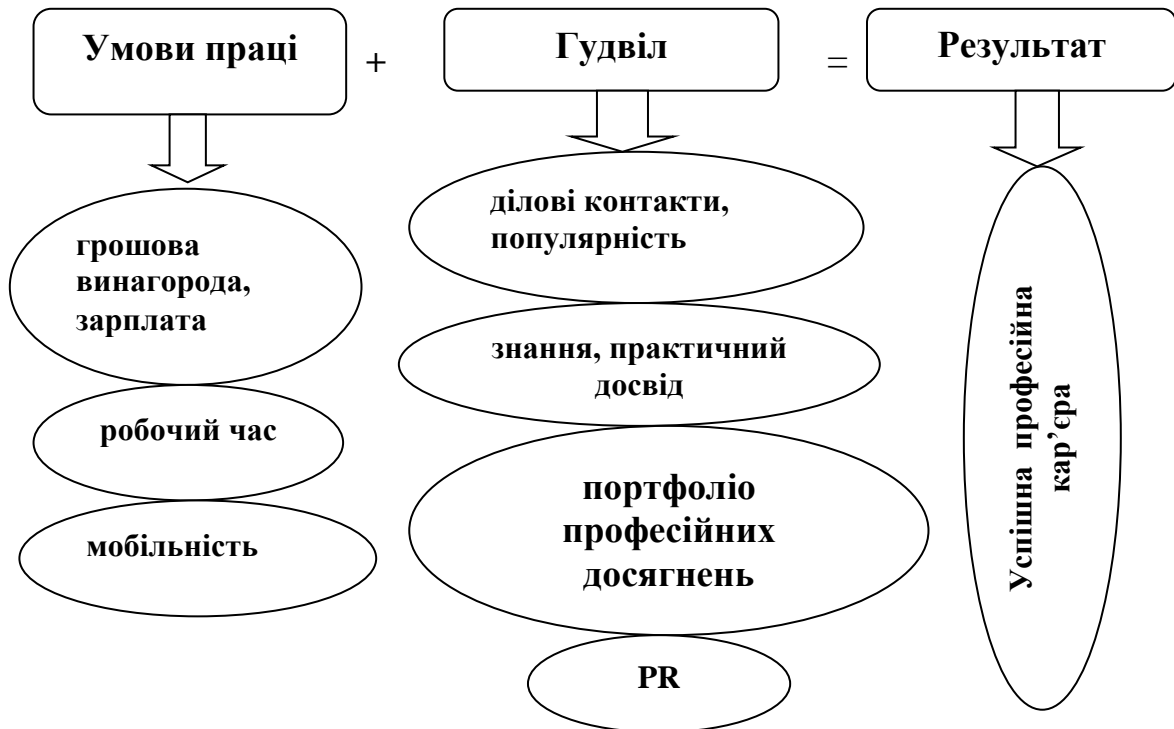 Умови праці
+
Гудвіл
=
Результат
грошова
винагорода,
зарплата
робочий час
мобільність
ділові контакти,
популярність
знання, практичний
досвід
портфоліо
професійних
досягнень
PR
Успішна професійна
кар’єра